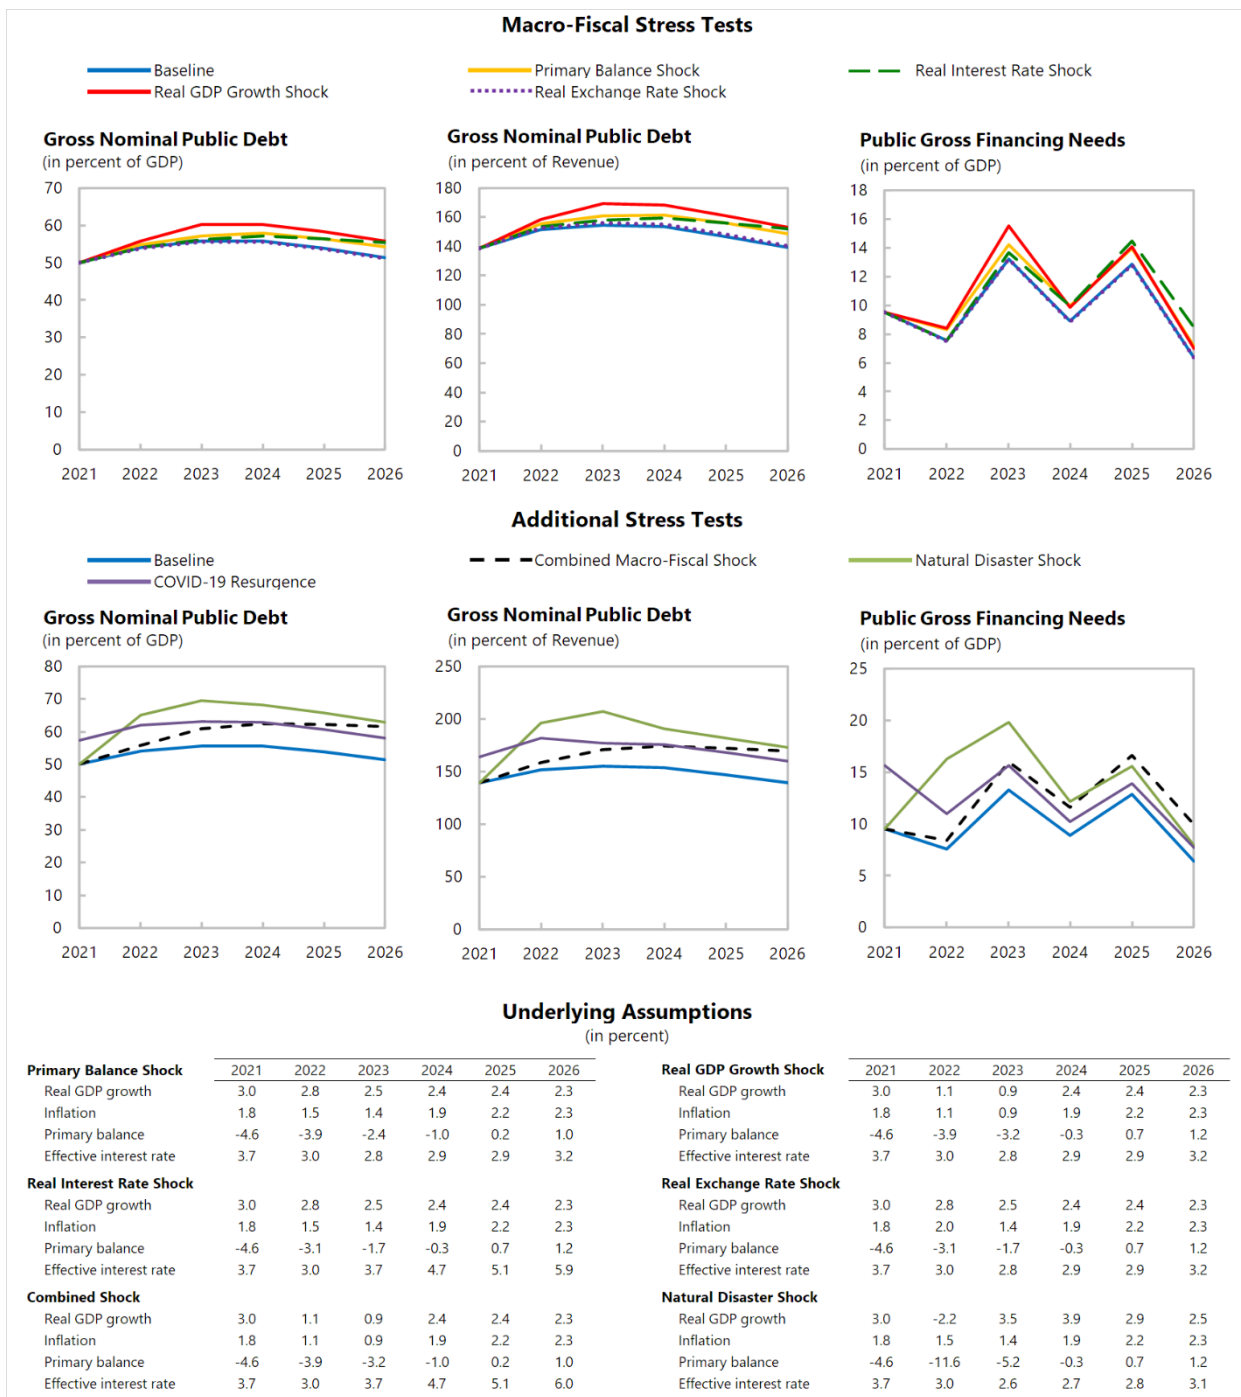 Macro-Fiscal Stress Tests
Baseline
Primary Balance Shock
Real Interest Rate Shock
Real GDP Growth Shock
Real Exchange Rate Shock
Gross Nominal Public Debt
(in percent of GDP)
70
60
50
40
30
20
10
0
2021 2022 2023 2024 2025 2026
Gross Nominal Public Debt
(in percent of Revenue)
180
160
140
120
100
80
60
40
20
0
2021 2022 2023 2024 2025 2026
Public Gross Financing Needs
(in percent of GDP)
18
16
14
12
10
8
6
4
2
0
2021 2022 2023 2024 2025 2026
Additional Stress Tests
Baseline
Combined Macro-Fiscal Shock
Natural Disaster Shock
COVID-19 Resurgence
Gross Nominal Public Debt
(in percent of GDP)
80
70
60
50
40
30
20
10
0
2021 2022 2023 2024 2025 2026
Gross Nominal Public Debt
(in percent of Revenue)
250
200
150
100
50
0
2021 2022 2023 2024 2025 2026
Public Gross Financing Needs
(in percent of GDP)
25
20
15
10
5
0
2021 2022 2023 2024 2025 2026
Underlying Assumptions
(in percent)
Primary Balance Shock 2021 2022 2023 2024 2025 2026
Real GDP growth 3.0 2.8 2.5 2.4 2.4 2.3
Inflation 1.8 1.5 1.4 1.9 2.2 2.3
Primary balance -4.6 -3.9 -2.4 -1.0 0.2 1.0
Effective interest rate 3.7 3.0 2.8 2.9 2.9 3.2
Real Interest Rate Shock
Real GDP growth 3.0 2.8 2.5 2.4 2.4 2.3
Inflation 1.8 1.5 1.4 1.9 2.2 2.3
Primary balance -4.6 -3.1 -1.7 -0.3 0.7 1.2
Effective interest rate 3.7 3.0 3.7 4.7 5.1 5.9
Combined Shock
Real GDP growth 3.0 1.1 0.9 2.4 2.4 2.3
Inflation 1.8 1.1 0.9 1.9 2.2 2.3
Primary balance -4.6 -3.9 -3.2 -1.0 0.2 1.0
Effective interest rate 3.7 3.0 3.7 4.7 5.1 6.0
Real GDP Growth Shock 2021 2022 2023 2024 2025 2026
Real GDP growth 3.0 1.1 0.9 2.4 2.4 2.3
Inflation 1.8 1.1 0.9 1.9 2.2 2.3
Primary balance -4.6 -3.9 -3.2 -0.3 0.7 1.2
Effective interest rate 3.7 3.0 2.8 2.9 2.9 3.2
Real Exchange Rate Shock
Real GDP growth 3.0 2.8 2.5 2.4 2.4 2.3
Inflation 1.8 2.0 1.4 1.9 2.2 2.3
Primary balance -4.6 -3.1 -1.7 -0.3 0.7 1.2
Effective interest rate 3.7 3.0 2.8 2.9 2.9 3.2
Natural Disaster Shock
Real GDP growth 3.0 -2.2 3.5 3.9 2.9 2.5
Inflation 1.8 1.5 1.4 1.9 2.2 2.3
Primary balance -4.6 -11.6 -5.2 -0.3 0.7 1.2
Effective interest rate 3.7 3.0 2.6 2.7 2.8 3.1